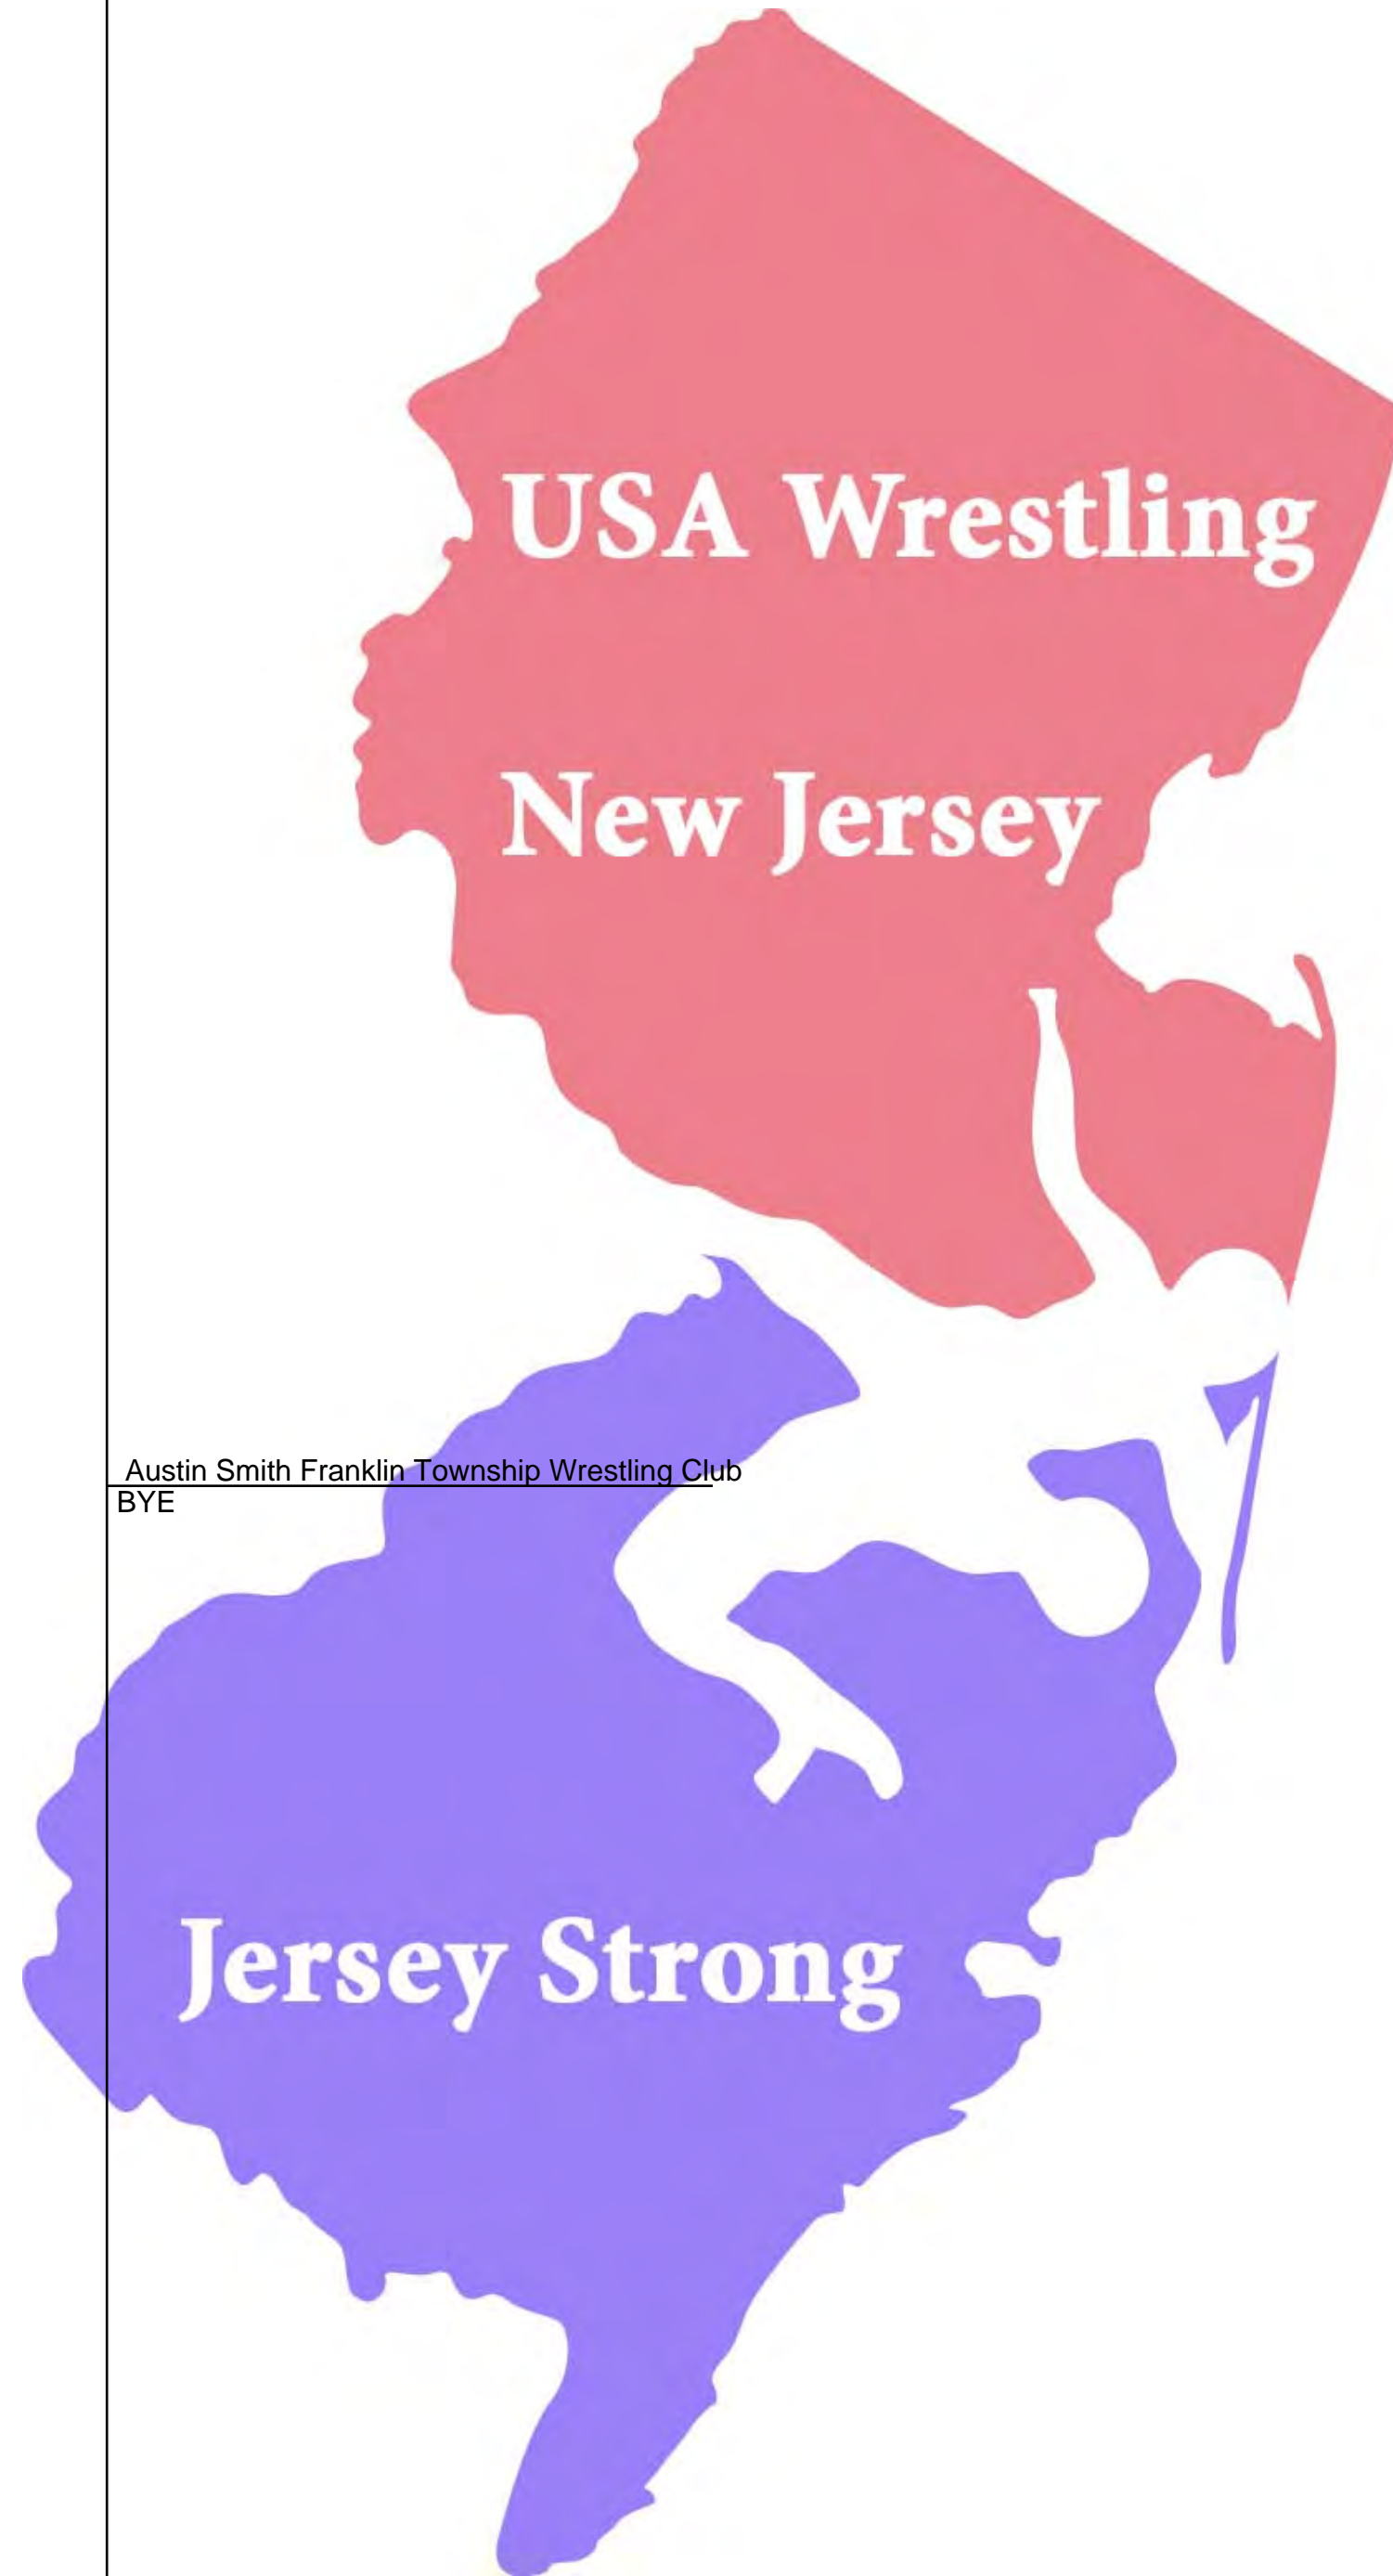 USA Wrestling
New Jersey
Austin Smith Franklin Township Wrestling Club
BYE
Jersey Strong